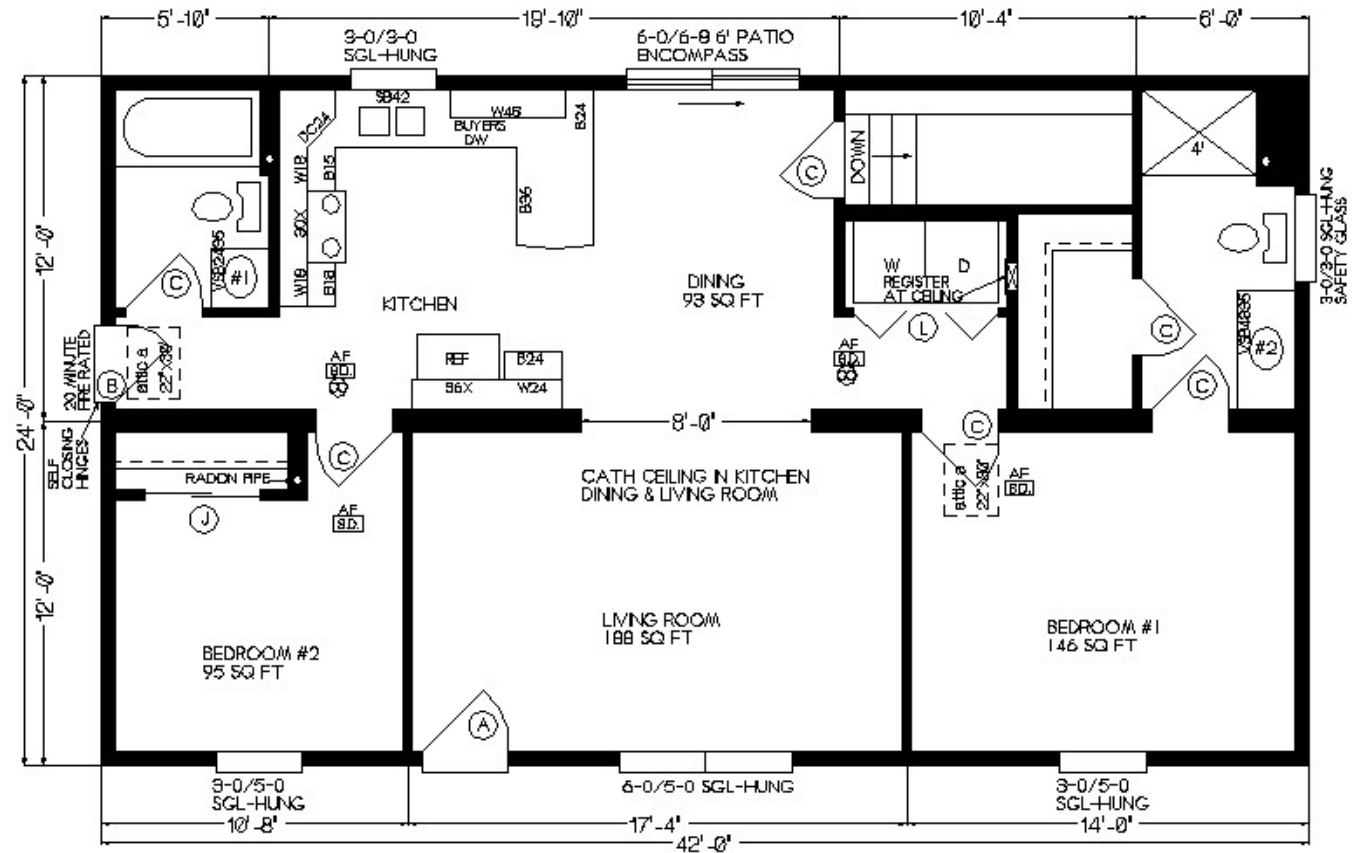 5'-10"
19'-10"
10'-4"
6'-0"
3-0/3-0
SGL-HUNG
6-0/6-8 6' PATIO
ENCOMPASS
SB42
W45
BUYERS
DW
B24
DC24
W18
B15
30X
W18
B18
B36
C
DOWN
4'
3-0/3-0 SGL-HUNG
SAFETY GLASS
12'-0"
24'-0"
VSB2435
#1
C
KITCHEN
DINING
93 SQ FT
W
D
REGISTER
AT CEILING
L
C
VSB4835
#2
C
20 MINUTE
FIRE RATED
B
attic a
22"X30"
AF
S.D.
CO
REF
B24
36X
W24
AF
S.D.
CO
SELF
CLOSING
HINGES
8'-0"
C
C
RADON PIPE
J
AF
S.D.
CATH CEILING IN KITCHEN
DINING & LIVING ROOM
attic a
22"X30"
AF
S.D.
12'-0"
BEDROOM #2
95 SQ FT
LIVING ROOM
188 SQ FT
BEDROOM #1
146 SQ FT
A
3-0/5-0
SGL-HUNG
6-0/5-0 SGL-HUNG
3-0/5-0
SGL-HUNG
10'-8"
17'-4"
14'-0"
42'-0"